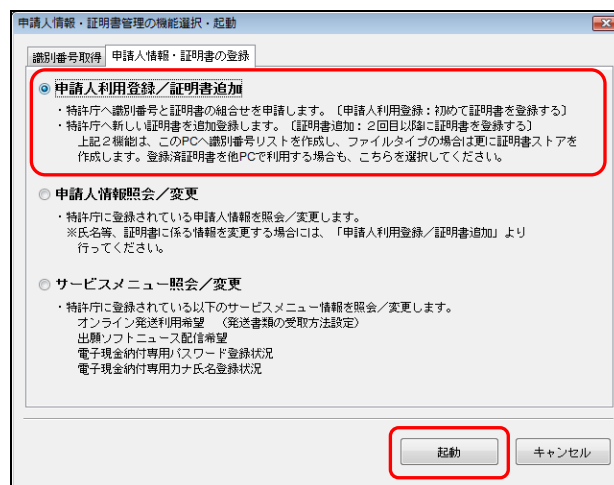 申請人情報・証明書管理の機能選択・起動
識別番号取得 申請人情報・証明書の登録
申請人利用登録／証明書追加
・特許庁へ識別番号と証明書の組合せを申請します。〔申請人利用登録：初めて証明書を登録する〕
・特許庁へ新しい証明書を追加登録します。〔証明書追加：２回目以降に証明書を登録する〕
上記２機能は、このPCへ識別番号リストを作成し、ファイルタイプの場合は更に証明書ストアを
作成します。登録済証明書を他PCで利用する場合も、こちらを選択してください。
申請人情報照会／変更
・特許庁に登録されている申請人情報を照会／変更します。
※氏名等、証明書に係る情報を変更する場合には、「申請人利用登録／証明書追加」より
行ってください。
サービスメニュー照会／変更
・特許庁に登録されている以下のサービスメニュー情報を照会／変更します。
オンライン発送利用希望　（発送書類の受取方法設定）
出願ソフトニュース配信希望
電子現金納付専用パスワード登録状況
電子現金納付専用カナ氏名登録状況
起動 キャンセル